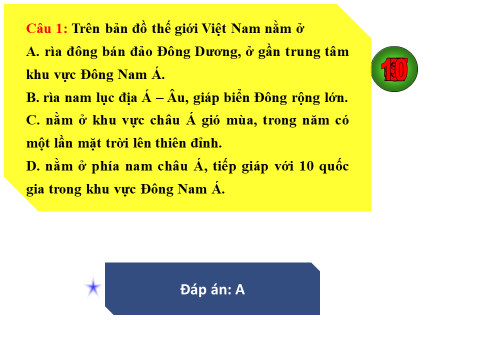 Câu 1: Trên bản đồ thế giới Việt Nam nằm ở
A. rìa đông bán đảo Đông Dương, ở gần trung tâm
khu vực Đông Nam Á.
B. rìa nam lục địa Á – Âu, giáp biển Đông rộng lớn.
C. nằm ở khu vực châu Á gió mùa, trong năm có
một lần mặt trời lên thiên đỉnh.
D. nằm ở phía nam châu Á, tiếp giáp với 10 quốc
gia trong khu vực Đông Nam Á.
Đáp án: A